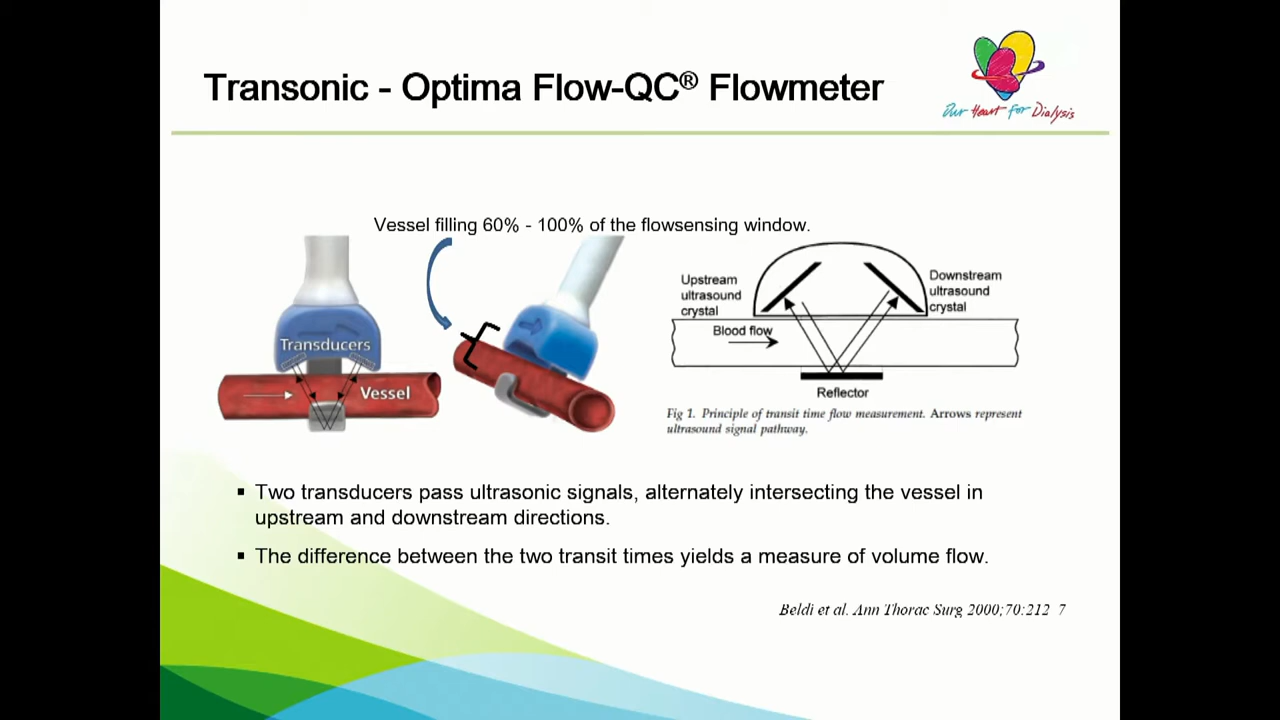 Transonic - Optima Flow-QC® Flowmeter
Our Heart For Dialysis
Vessel filling 60% - 100% of the flowsensing window.
Transducers
Vessel
Upstream
ultrasound
crystal
Downstream
ultrasound
crystal
Blood flow
Reflector
Fig 1. Principle of transit time flow measurement. Arrows represent
ultrasound signal pathway.
▪ Two transducers pass ultrasonic signals, alternately intersecting the vessel in
upstream and downstream directions.
▪ The difference between the two transit times yields a measure of volume flow.
Beldi et al. Ann Thorac Surg 2000;70:212 7